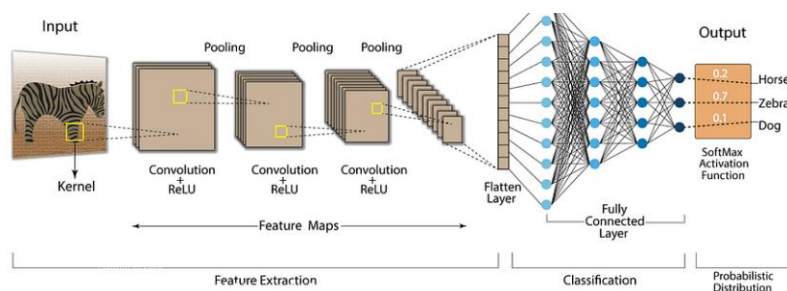 Input
Pooling
Pooling
Pooling
Output
0.2
Horse
0.7
Zebra
0.1
Dog
Kernel
Convolution
+
ReLU
Convolution
+
ReLU
Convolution
+
ReLU
Flatten
Layer
SoftMax
Activation
Function
Feature Maps
Fully
Connected
Layer
Feature Extraction
Classification
Probabilistic
Distribution